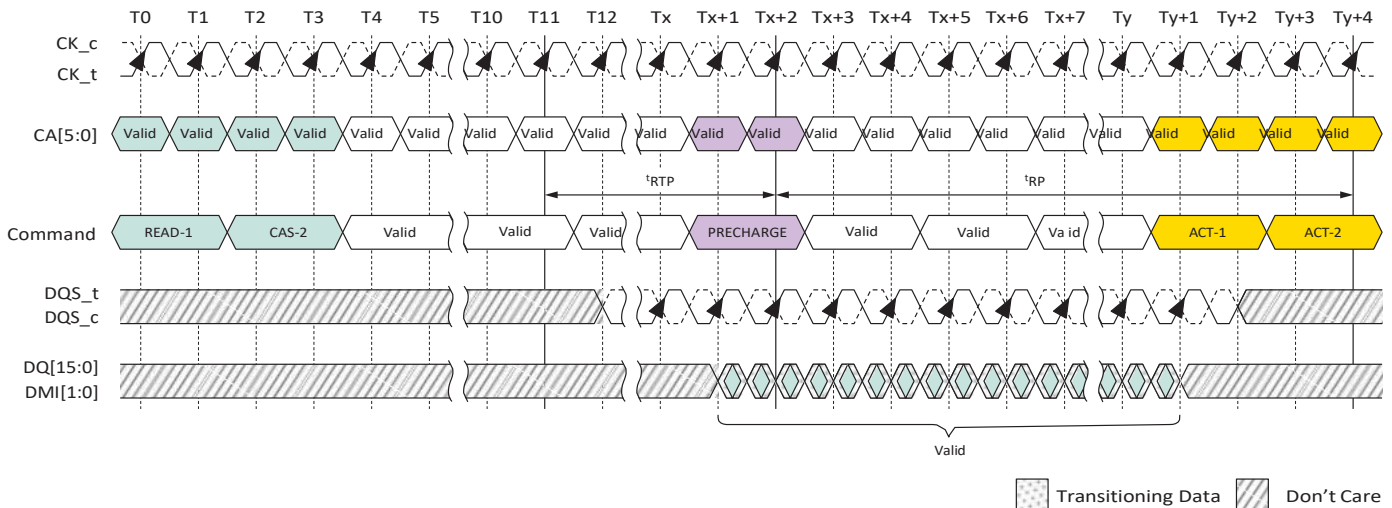 T0 T1 T2 T3 T4 T5 T10 T11 T12 Tx Tx+1 Tx+2 Tx+3 Tx+4 Tx+5 Tx+6 Tx+7 Ty Ty+1 Ty+2 Ty+3 Ty+4
CK_c
CK_t
CA[5:0] Valid Valid Valid Valid Valid Valid Valid Valid Valid Valid Valid Valid Valid Valid Valid Valid Valid Valid Valid Valid Valid Valid
tRTP tRP
Command READ-1 CAS-2 Valid Valid Valid PRECHARGE Valid Valid Va id ACT-1 ACT-2
DQS_t
DQS_c
DQ[15:0]
DMI[1:0]
Valid
Transitioning Data Don't Care